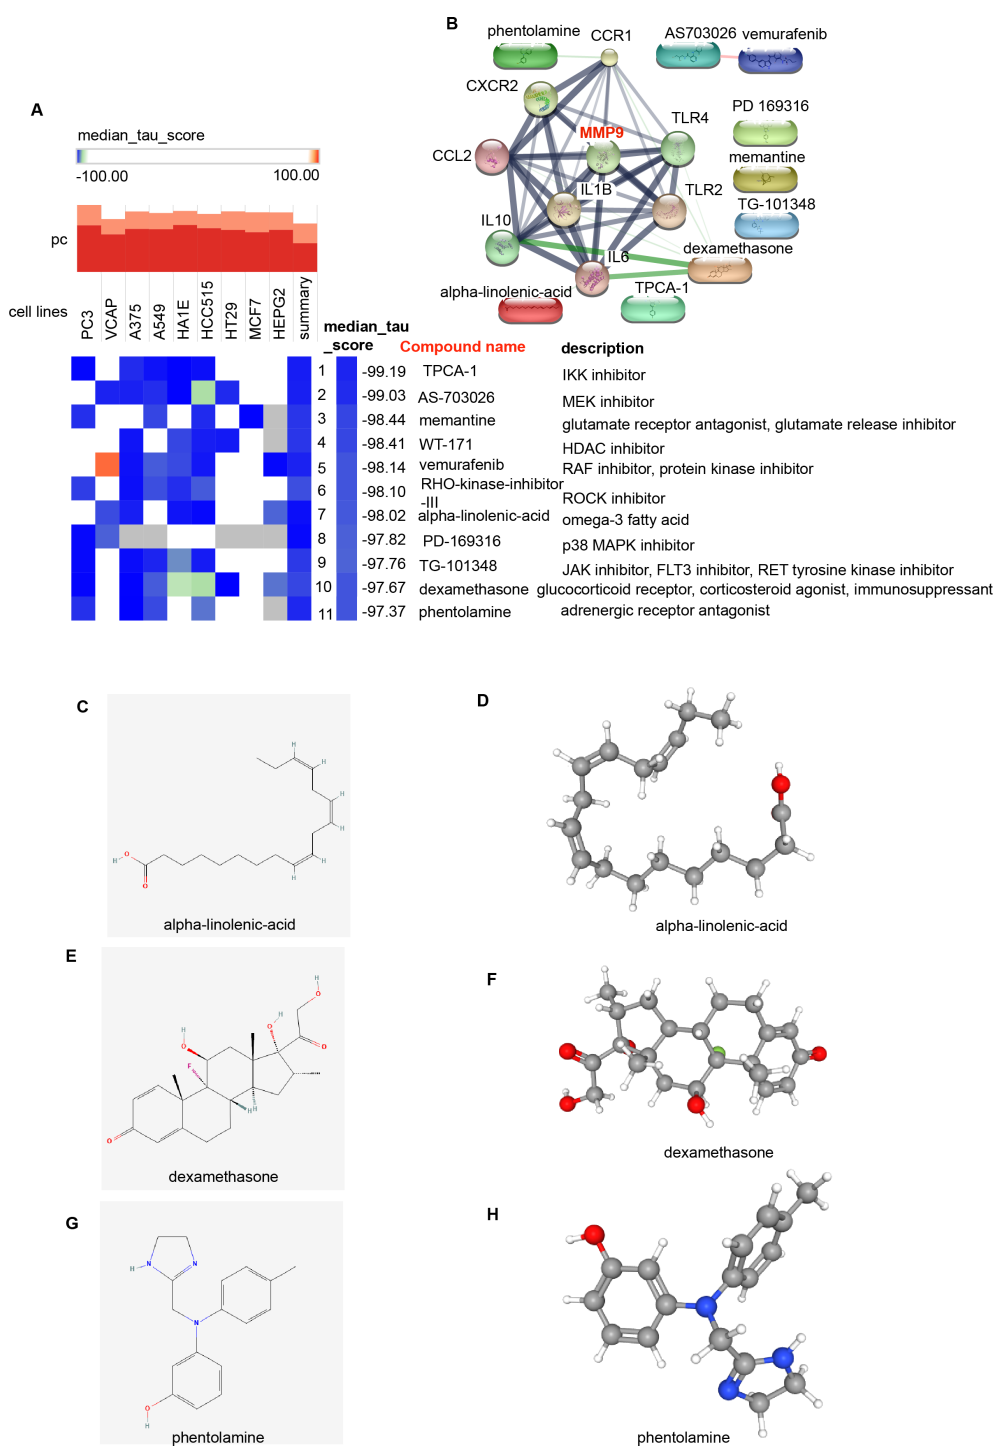 A
median_tau_score
-100.00 100.00
pc
cell lines
PC3
VCAP
A375
A549
HA1E
HCC515
HT29
MCF7
HEPG2
summary
median_tau
_score
Compound name
description
1 -99.19 TPCA-1 IKK inhibitor
2 -99.03 AS-703026 MEK inhibitor
3 -98.44 memantine glutamate receptor antagonist, glutamate release inhibitor
4 -98.41 WT-171 HDAC inhibitor
5 -98.14 vemurafenib RAF inhibitor, protein kinase inhibitor
6 -98.10 RHO-kinase-inhibitor
-III ROCK inhibitor
7 -98.02 alpha-linolenic-acid omega-3 fatty acid
8 -97.82 PD-169316 p38 MAPK inhibitor
9 -97.76 TG-101348 JAK inhibitor, FLT3 inhibitor, RET tyrosine kinase inhibitor
10 -97.67 dexamethasone glucocorticoid receptor, corticosteroid agonist, immunosuppressant
11 -97.37 phentolamine adrenergic receptor antagonist
B
phentolamine
CCR1
AS703026
vemurafenib
CXCR2
PD 169316
MMP9
TLR4
CCL2
memantine
IL1B
TLR2
TG-101348
IL10
dexamethasone
IL6
alpha-linolenic-acid
TPCA-1
C
H
H
H
H
H O
O
H
H
alpha-linolenic-acid
D
alpha-linolenic-acid
E
H
O
H
O
H
O
O
F
H H
O
dexamethasone
F
dexamethasone
G
H N N
N
O
H
phentolamine
H
phentolamine